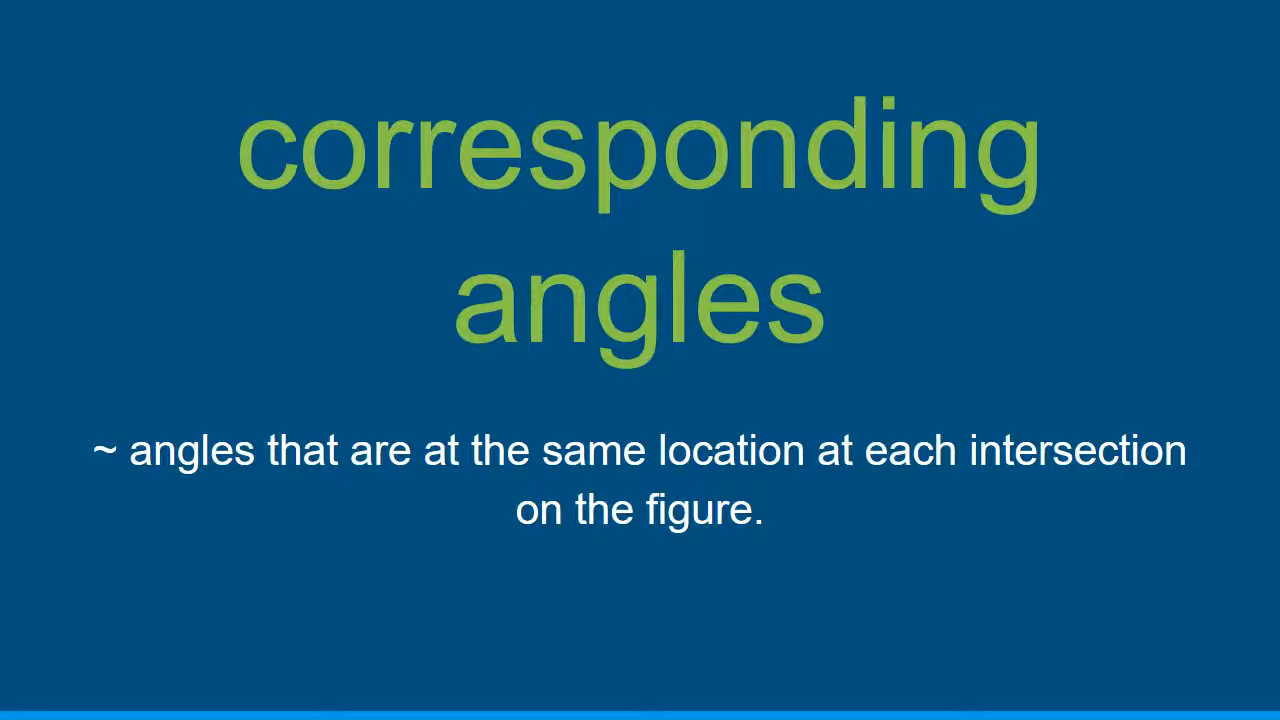 corresponding
angles
~ angles that are at the same location at each intersection
on the figure.